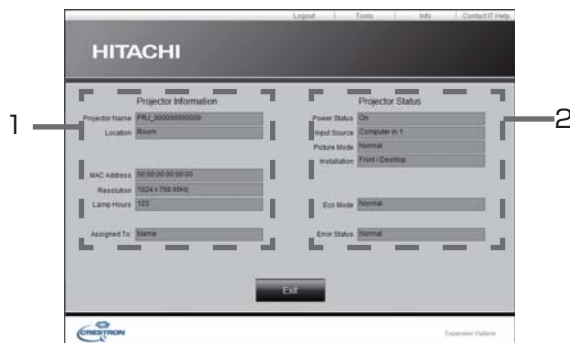 Logout Tools Info Contact IT Help
HITACHI
1
Projector Information
Projector Name PRJ_000000000000
Location Room
MAC Address 00:00:00:00:00:00
Resolution 1024 x 768 60Hz
Lamp Hours 123
Assigned To: Name
Projector Status
2
Power Status On
Input Source Computer in 1
Picture Mode Normal
Installation Front / Desktop
Eco Mode Normal
Error Status Normal
Exit
CRESTRON
Expansion Options